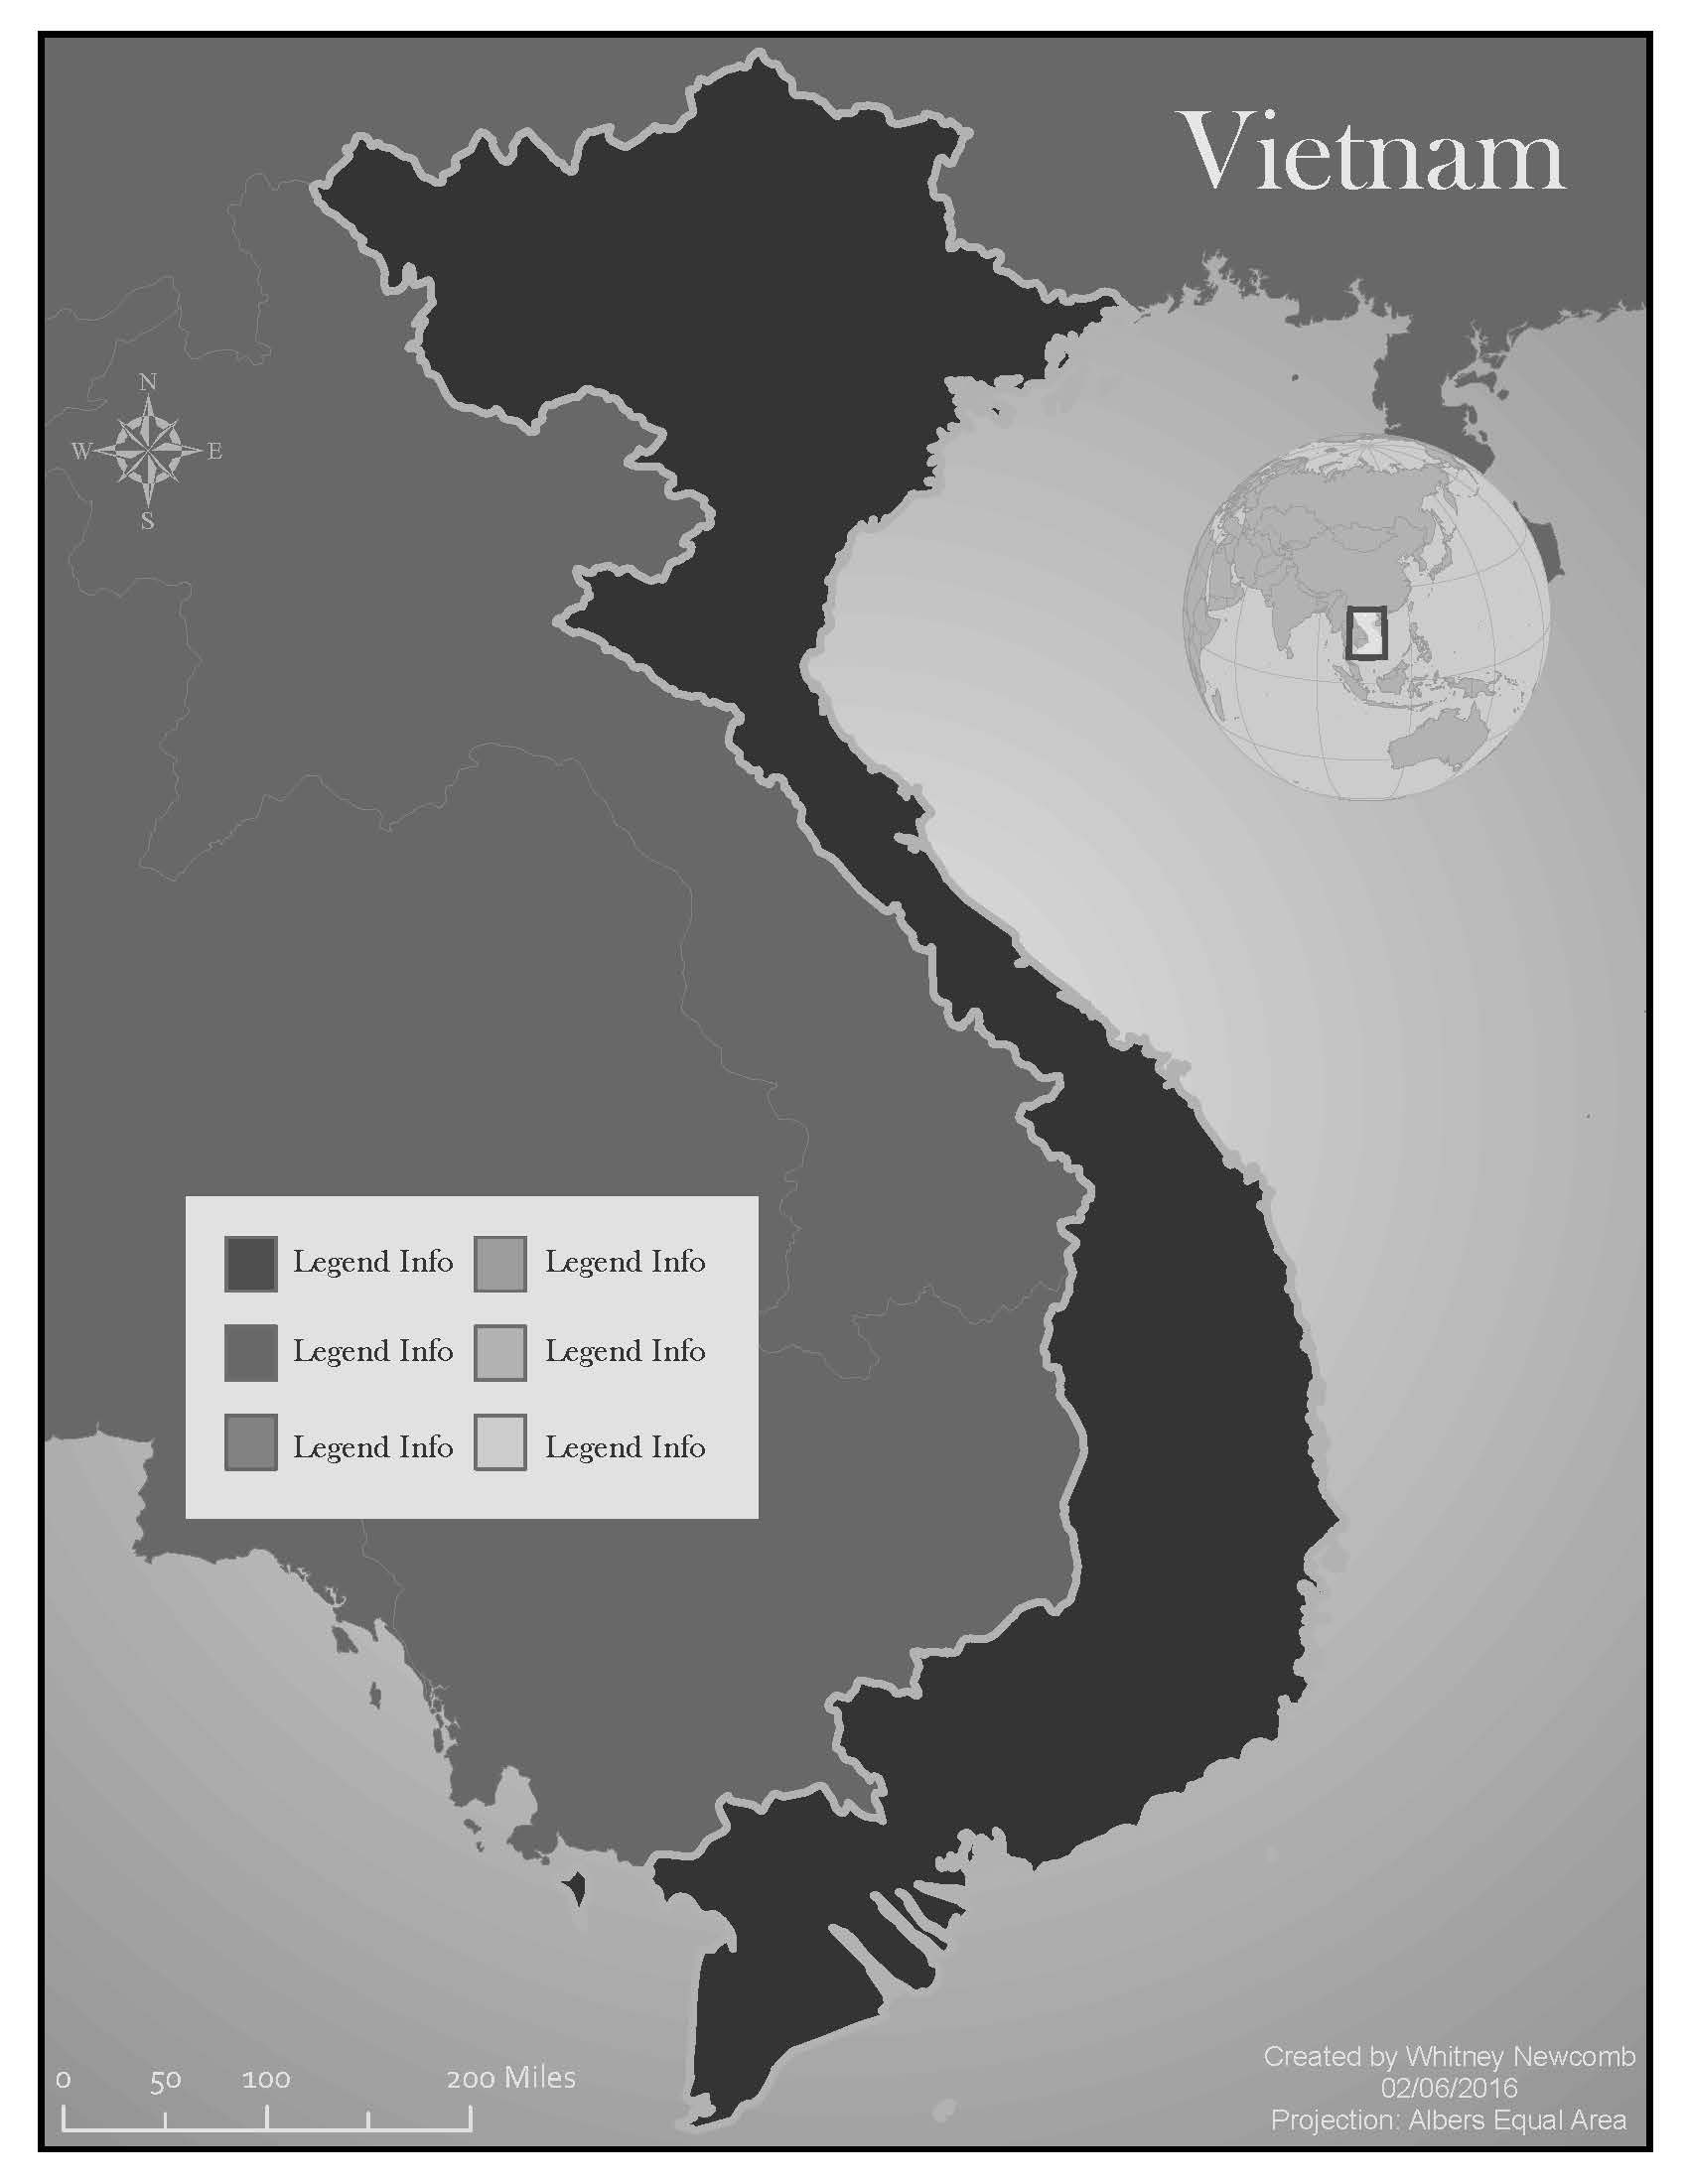 Vietnam
N
W E
S
Legend Info Legend Info
Legend Info Legend Info
Legend Info Legend Info
0 50 100 200 Miles
Created by Whitney Newcomb
02/06/2016
Projection: Albers Equal Area